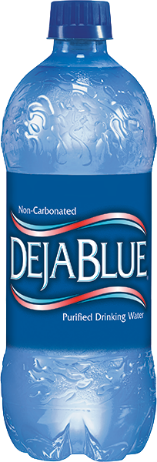 Non-Carbonated
DEJABLUE
Purified Drinking Water